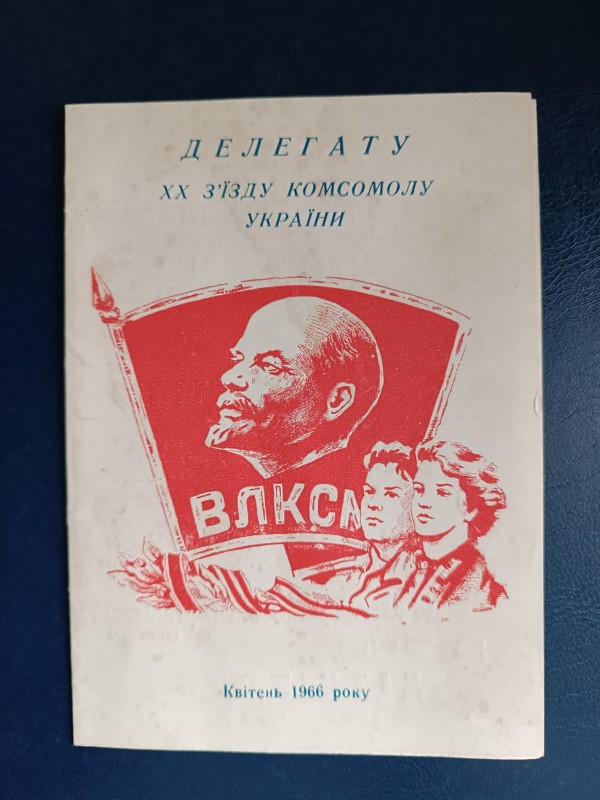 ДЕЛЕГАТУ
XX З'ЇЗДУ КОМСОМОЛУ
УКРАЇНИ
ВЛКСМ
Квітень 1966 року